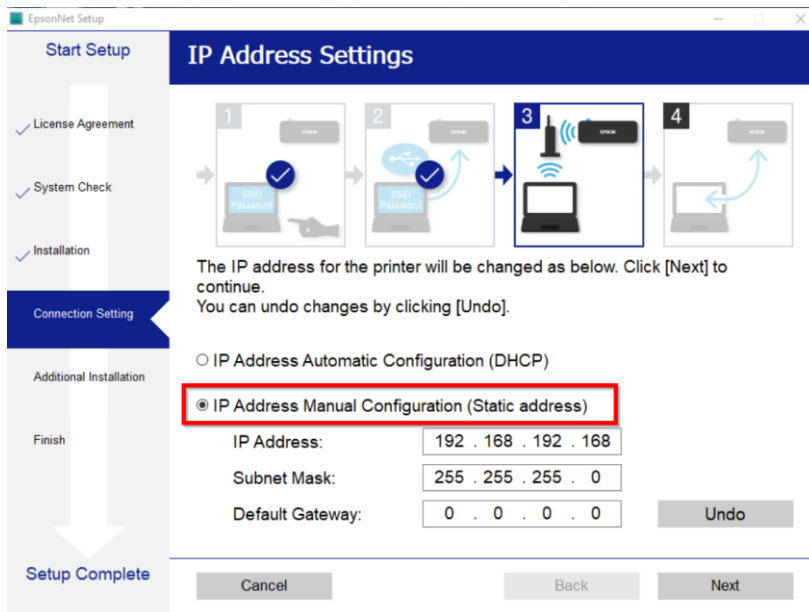 EpsonNet Setup
Start Setup
License Agreement
System Check
Installation
Connection Setting
Additional Installation
Finish
Setup Complete
IP Address Settings
1
2
3
4
EPSON
EPSON
EPSON
SSID
Password
SSID
Password
The IP address for the printer will be changed as below. Click [Next] to
continue.
You can undo changes by clicking [Undo].
IP Address Automatic Configuration (DHCP)
IP Address Manual Configuration (Static address)
IP Address: 192 . 168 . 192 . 168
Subnet Mask: 255 . 255 . 255 . 0
Default Gateway: 0 . 0 . 0 . 0
Undo
Cancel
Back
Next